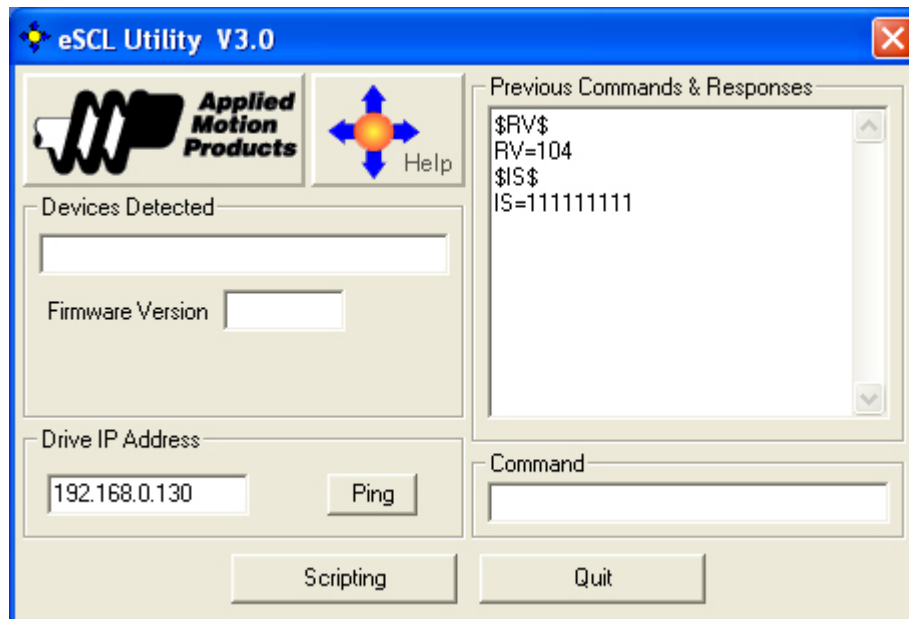 eSCL Utility V3.0
Applied
Motion
Products
Help
Devices Detected
Firmware Version
Drive IP Address
192.168.0.130
Ping
Previous Commands & Responses
$RV$
RV=104
$IS$
IS=111111111
Command
Scripting
Quit